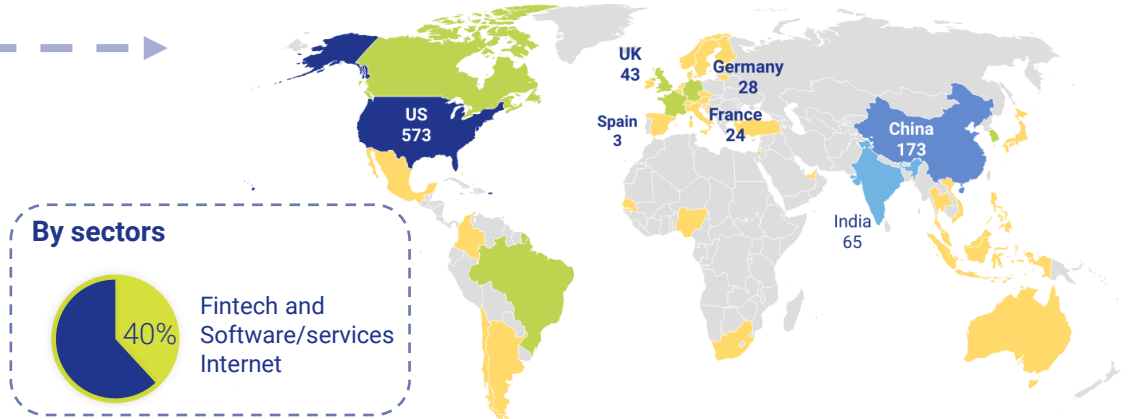 UK
43
Germany
28
US
573
Spain
3
France
24
China
173
India
65
By sectors
40%
Fintech and
Software/services
Internet